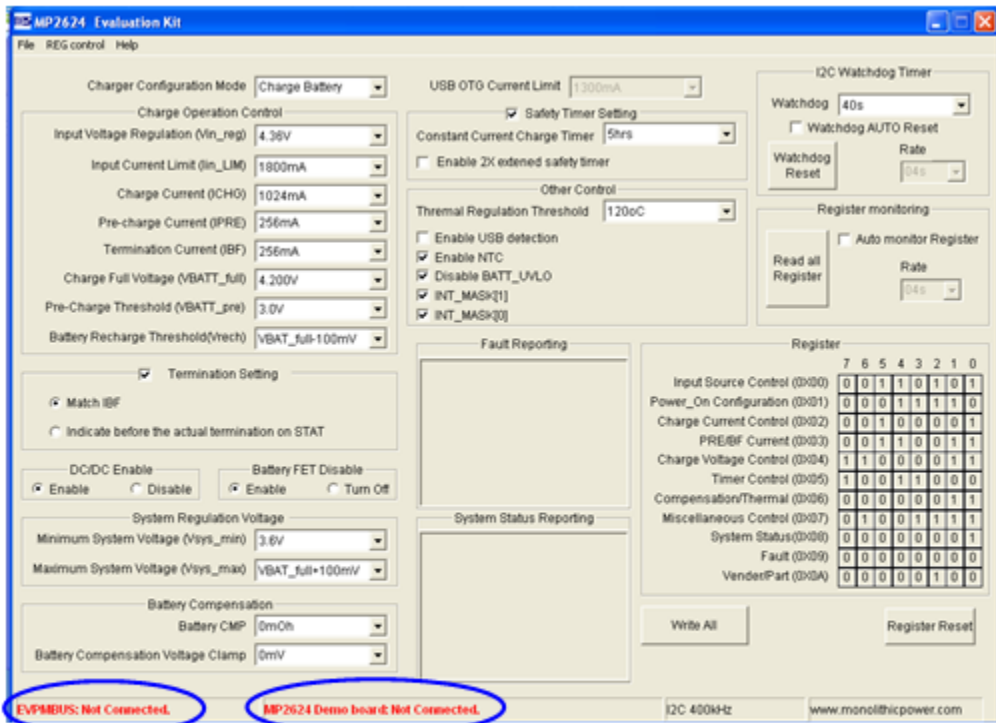 MP2624 Evaluation Kit
File REG control Help
Charger Configuration Mode Charge Battery
Charge Operation Control
Input Voltage Regulation (Vin_reg) 4.36V
Input Current Limit (Iin_LIM) 1800mA
Charge Current (ICHG) 1024mA
Pre-charge Current (IPRE) 256mA
Termination Current (IBF) 256mA
Charge Full Voltage (VBATT_full) 4.200V
Pre-Charge Threshold (VBATT_pre) 3.0V
Battery Recharge Threshold(Vrech) VBAT_full-100mV
Termination Setting
Match IBF
Indicate before the actual termination on STAT
DC/DC Enable
Enable Disable
Battery FET Disable
Enable Turn Off
System Regulation Voltage
Minimum System Voltage (Vsys_min) 3.6V
Maximum System Voltage (Vsys_max) VBAT_full+100mV
Battery Compensation
Battery CMP 0mOh
Battery Compensation Voltage Clamp 0mV
USB OTG Current Limit 1300mA
Safety Timer Setting
Constant Current Charge Timer 5hrs
Enable 2X extened safety timer
Other Control
Thremal Regulation Threshold 120oC
Enable USB detection
Enable NTC
Disable BATT_UVLO
INT_MASK[1]
INT_MASK[0]
Fault Reporting
System Status Reporting
I2C Watchdog Timer
Watchdog 40s
Watchdog AUTO Reset
Watchdog Reset
Rate
04s
Register monitoring
Auto monitor Register
Read all Register
Rate
04s
Register
7 6 5 4 3 2 1 0
Input Source Control (0X00) 0 0 1 1 0 1 0 1
Power_On Configuration (0X01) 0 0 0 1 1 1 1 0
Charge Current Control (0X02) 0 0 1 0 0 0 0 1
PRE/BF Current (0X03) 0 0 1 1 0 0 0 1
Charge Voltage Control (0X04) 1 1 0 0 0 0 1 1
Timer Control (0X05) 1 0 0 1 1 0 0 0
Compensation/Thermal (0X06) 0 0 0 0 0 0 1 1
Miscellaneous Control (0X07) 0 1 0 0 1 1 1 1
System Status(0X08) 0 0 0 0 0 0 0 1
Fault (0X09) 0 0 0 0 0 0 0 0
Vender/Part (0X0A) 0 0 0 0 0 1 0 0
Write All
Register Reset
EVPMBUS: Not Connected.
MP2624 Demo board: Not Connected.
I2C 400kHz
www.monolithicpower.com